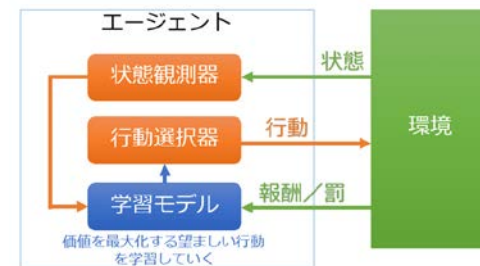 エージェント
状態
状態観測器
行動選択器
行動
環境
報酬／罰
学習モデル
価値を最大化する望ましい行動
を学習していく